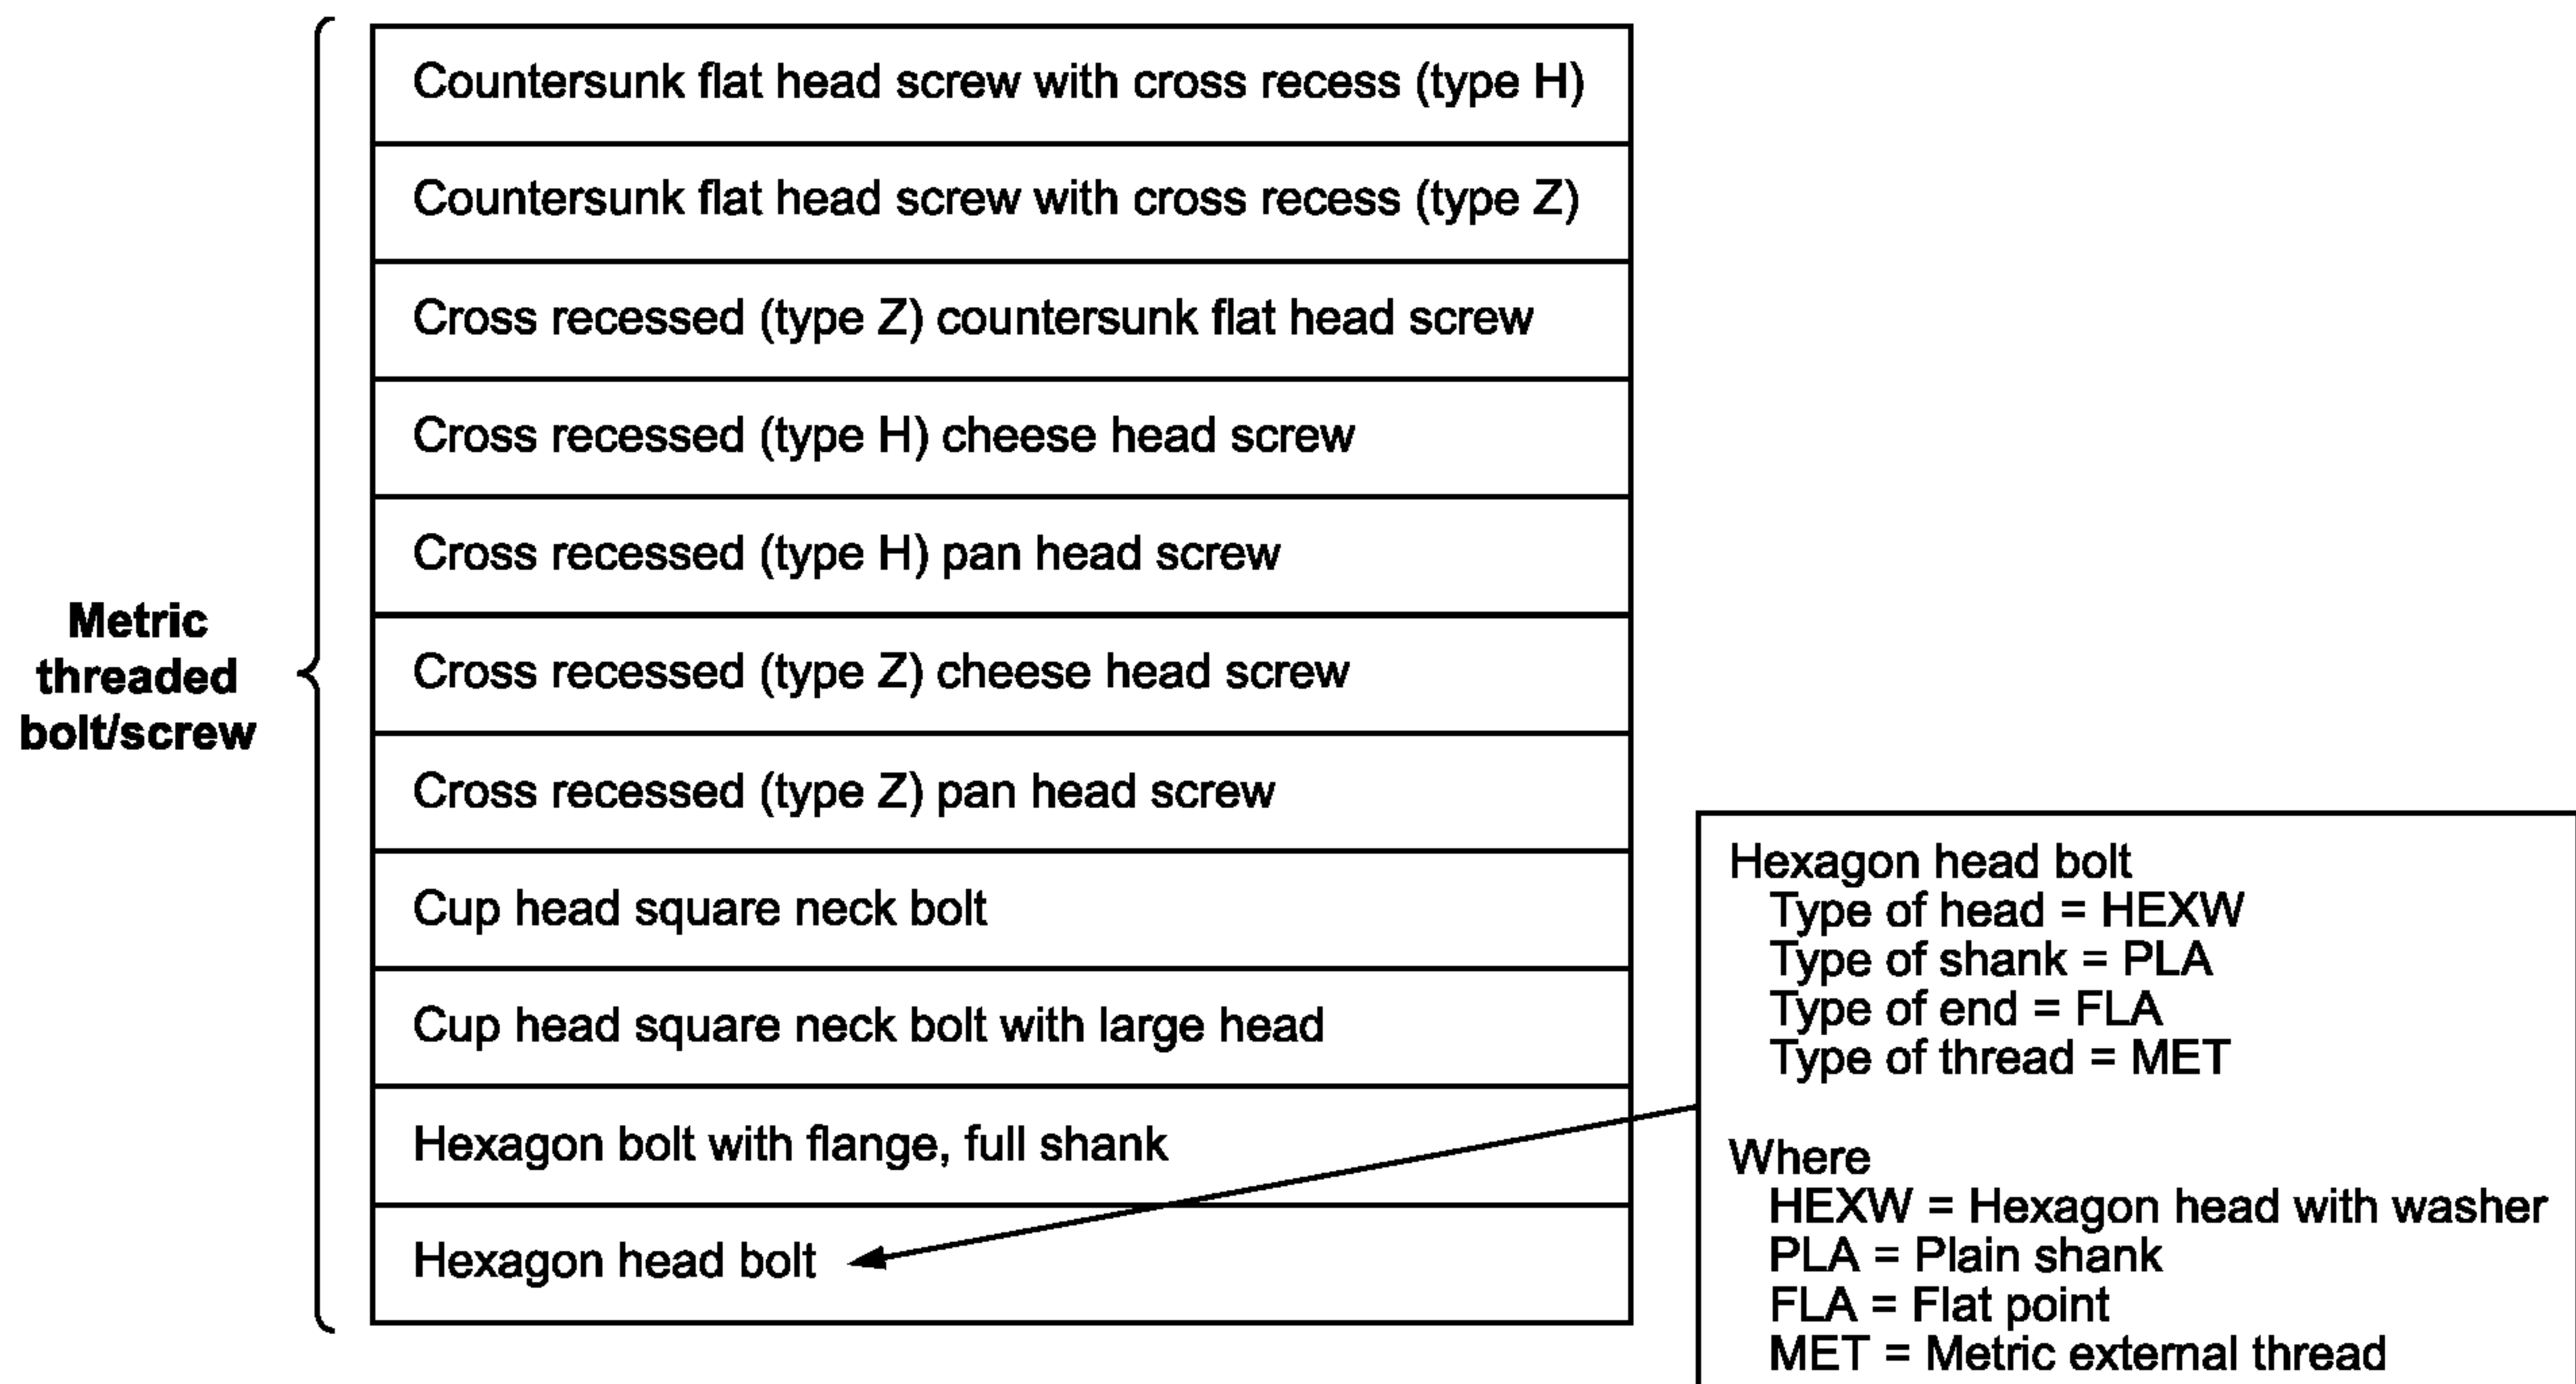 Metric
threaded
bolt/screw
Countersunk flat head screw with cross recess (type H)
Countersunk flat head screw with cross recess (type Z)
Cross recessed (type Z) countersunk flat head screw
Cross recessed (type H) cheese head screw
Cross recessed (type H) pan head screw
Cross recessed (type Z) cheese head screw
Cross recessed (type Z) pan head screw
Cup head square neck bolt
Cup head square neck bolt with large head
Hexagon bolt with flange, full shank
Hexagon head bolt
Hexagon head bolt
Type of head = HEXW
Type of shank = PLA
Type of end = FLA
Type of thread = MET
Where
HEXW = Hexagon head with washer
PLA = Plain shank
FLA = Flat point
MET = Metric external thread